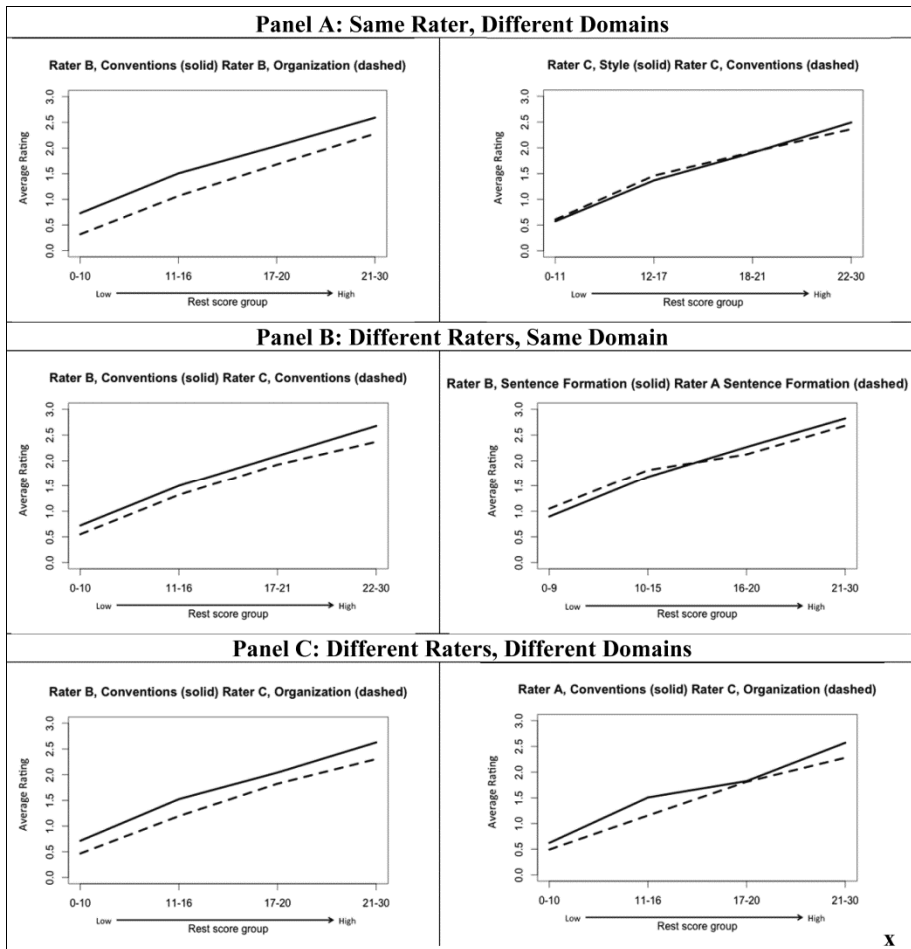 Panel A: Same Rater, Different Domains
Rater B, Conventions (solid) Rater B, Organization (dashed)
Average Rating
3.0
2.5
2.0
1.5
1.0
0.5
0.0
0-10 11-16 17-20 21-30
Low High
Rest score group
Rater C, Style (solid) Rater C, Conventions (dashed)
Average Rating
3.0
2.5
2.0
1.5
1.0
0.5
0.0
0-11 12-17 18-21 22-30
Low High
Rest score group
Panel B: Different Raters, Same Domain
Rater B, Conventions (solid) Rater C, Conventions (dashed)
Average Rating
3.0
2.5
2.0
1.5
1.0
0.5
0.0
0-10 11-16 17-21 22-30
Low High
Rest score group
Rater B, Sentence Formation (solid) Rater A Sentence Formation (dashed)
Average Rating
3.0
2.5
2.0
1.5
1.0
0.5
0.0
0-9 10-15 16-20 21-30
Low High
Rest score group
Panel C: Different Raters, Different Domains
Rater B, Conventions (solid) Rater C, Organization (dashed)
Average Rating
3.0
2.5
2.0
1.5
1.0
0.5
0.0
0-10 11-16 17-20 21-30
Low High
Rest score group
Rater A, Conventions (solid) Rater C, Organization (dashed)
Average Rating
3.0
2.5
2.0
1.5
1.0
0.5
0.0
0-10 11-16 17-20 21-30
Low High
Rest score group
x